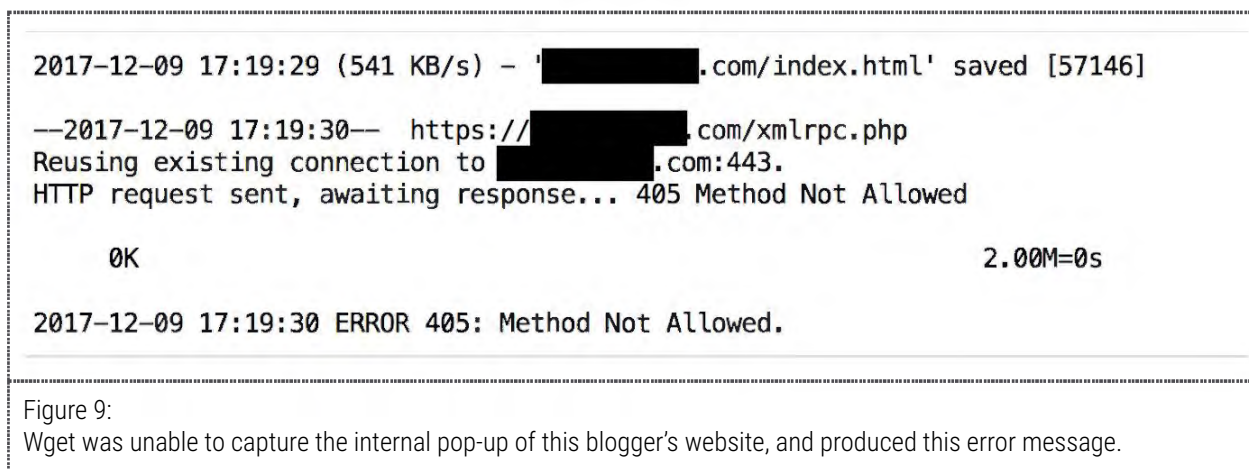 2017-12-09 17:19:29 (541 KB/s) – ' .com/index.html' saved [57146]
--2017-12-09 17:19:30-- https:// .com/xmlrpc.php
Reusing existing connection to .com:443.
HTTP request sent, awaiting response... 405 Method Not Allowed
0K 2.00M=0s
2017-12-09 17:19:30 ERROR 405: Method Not Allowed.
Figure 9:
Wget was unable to capture the internal pop-up of this blogger's website, and produced this error message.